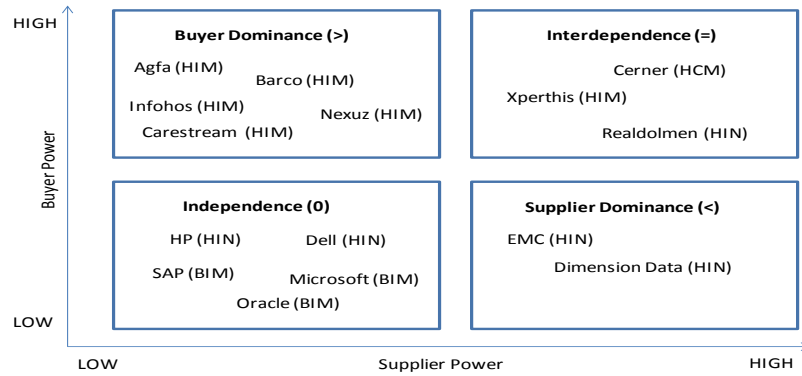 HIGH
Buyer Dominance (>)
Agfa (HIM)
Barco (HIM)
Infohos (HIM)
Nexuz (HIM)
Carestream (HIM)
Interdependence (=)
Cerner (HCM)
Xperthis (HIM)
Realdolmen (HIN)
Buyer Power
Independence (0)
HP (HIN)
Dell (HIN)
SAP (BIM)
Microsoft (BIM)
Oracle (BIM)
Supplier Dominance (<)
EMC (HIN)
Dimension Data (HIN)
LOW
LOW
Supplier Power
HIGH